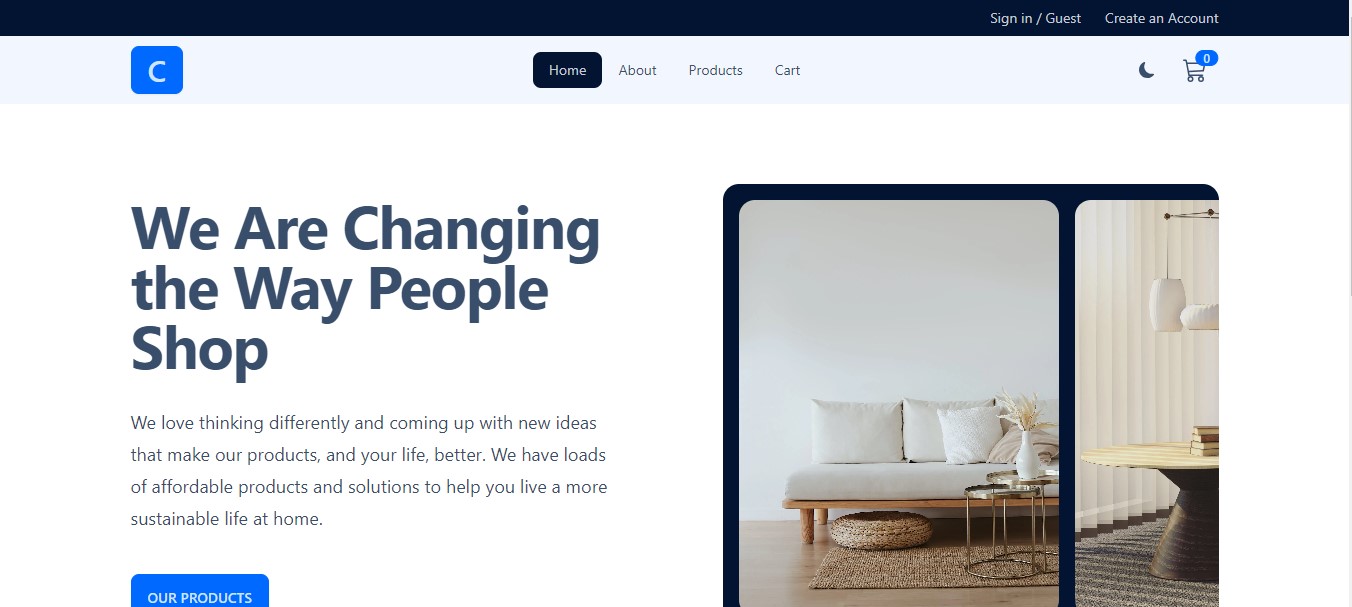 Sign in / Guest Create an Account
C Home About Products Cart 0
We Are Changing
the Way People
Shop
We love thinking differently and coming up with new ideas
that make our products, and your life, better. We have loads
of affordable products and solutions to help you live a more
sustainable life at home.
OUR PRODUCTS